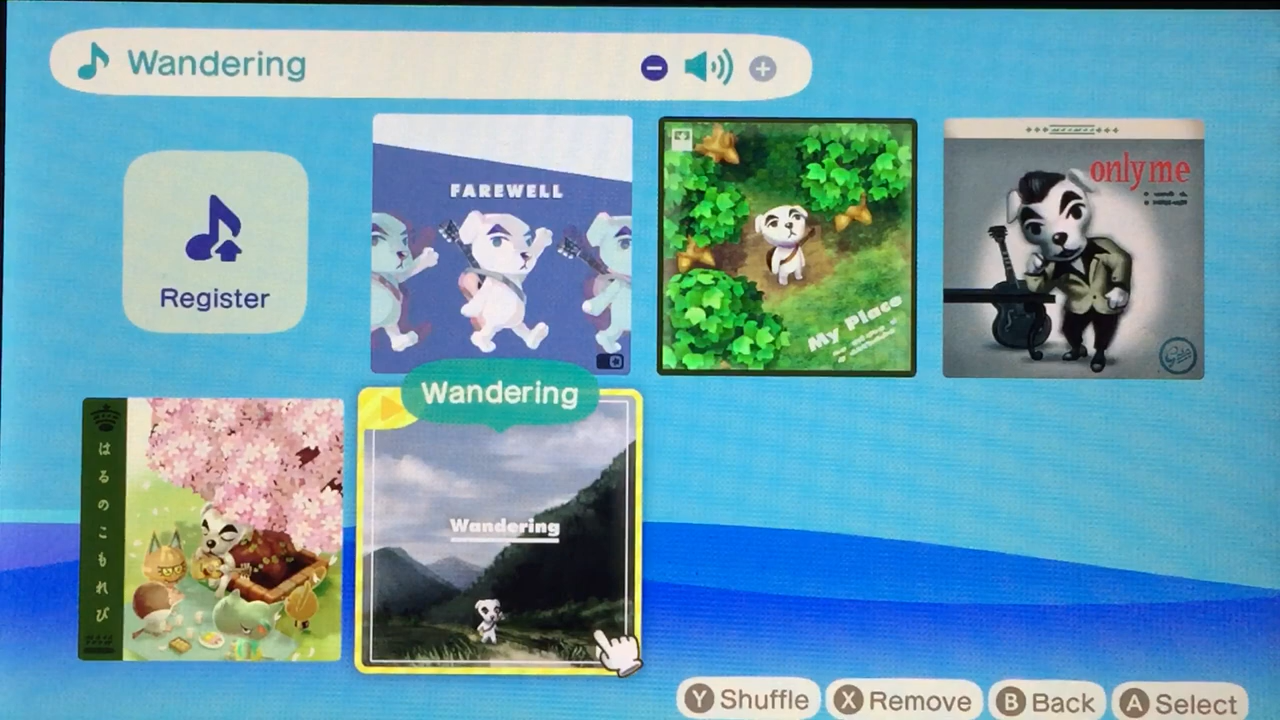 Wandering
Register
FAREWELL
My Place
only me
はるのこもれび
Wandering
Wandering
Y Shuffle
X Remove
B Back
A Select